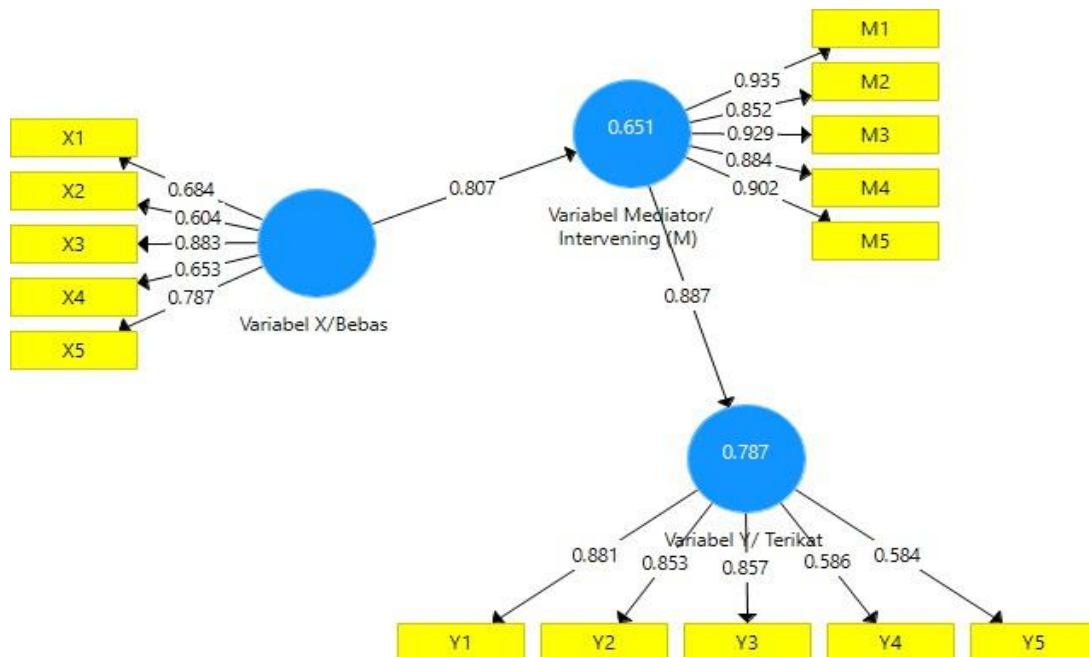 X1
X2
X3
X4
X5
0.684
0.604
0.883
0.653
0.787
Variabel X/Bebas
0.807
0.651
Variabel Mediator/
Intervening (M)
0.935
0.852
0.929
0.884
0.902
M1
M2
M3
M4
M5
0.887
0.787
Variabel Y/ Terikat
0.881
0.853
0.857
0.586
0.584
Y1
Y2
Y3
Y4
Y5